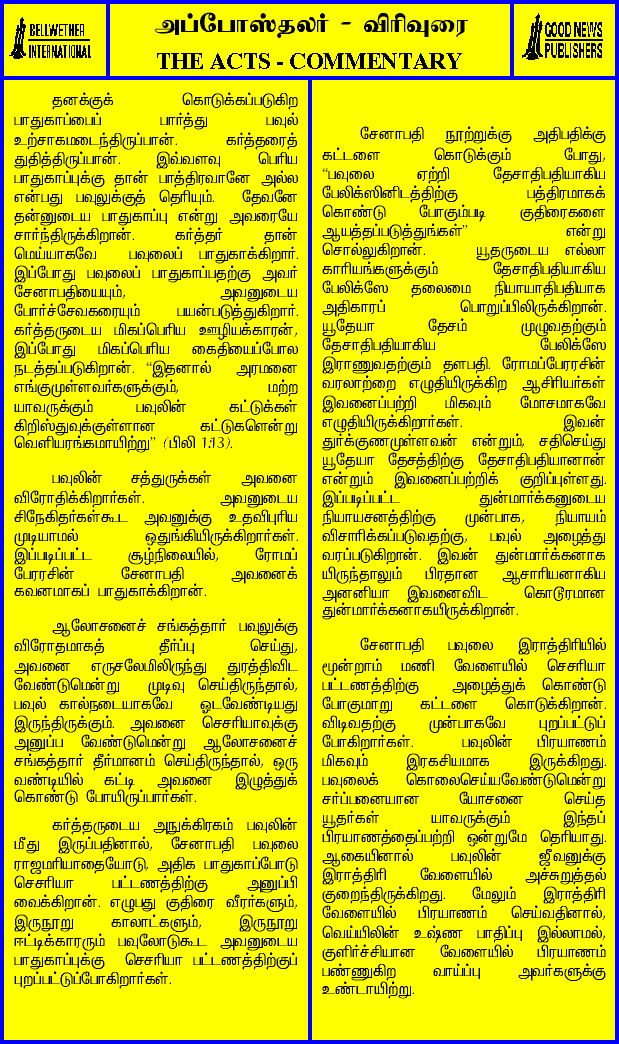 BELLWETHER
INTERNATIONAL
அப்போஸ்தலர் - விரிவுரை
THE ACTS - COMMENTARY
GOOD NEWS
PUBLISHERS
தனக்குக் கொடுக்கப்படுகிற
பாதுகாப்பைப் பார்த்து பவுல்
உற்சாகமடைந்திருப்பான். கர்த்தரைத்
துதித்திருப்பான். இவ்வளவு பெரிய
பாதுகாப்புக்கு தான் பாத்திரவானே அல்ல
என்பது பவுலுக்குத் தெரியும். தேவனே
தன்னுடைய பாதுகாப்பு என்று அவரையே
சார்ந்திருக்கிறான். கர்த்தர் தான்
மெய்யாகவே பவுலைப் பாதுகாக்கிறார்.
இப்போது பவுலைப் பாதுகாப்பதற்கு அவர்
சேனாபதியையும், அவனுடைய
போர்ச்சேவகரையும் பயன்படுத்துகிறார்.
கர்த்தருடைய மிகப்பெரிய ஊழியக்காரன்,
இப்போது மிகப்பெரிய கைதியைப்போல
நடத்தப்படுகிறான். “இதனால் அரமனை
எங்குமுள்ளவர்களுக்கும், மற்ற
யாவருக்கும் பவுலின் கட்டுக்கள்
கிறிஸ்துவுக்குள்ளான கட்டுகளென்று
வெளியரங்கமாயிற்று” (பிலி 1:13).
பவுலின் சத்துருக்கள் அவனை
விரோதிக்கிறார்கள். அவனுடைய
சிநேகிதர்கள்கூட அவனுக்கு உதவிபுரிய
முடியாமல் ஒதுங்கியிருக்கிறார்கள்.
இப்படிப்பட்ட சூழ்நிலையில், ரோமப்
பேரரசின் சேனாபதி அவனைக்
கவனமாகப் பாதுகாக்கிறான்.
ஆலோசனைச் சங்கத்தார் பவுலுக்கு
விரோதமாகத் தீர்ப்பு செய்து,
அவனை எருசலேமிலிருந்து துரத்திவிட
வேண்டுமென்று முடிவு செய்திருந்தால்,
பவுல் கால்நடையாகவே ஓடவேண்டியது
இருந்திருக்கும். அவனை செசரியாவுக்கு
அனுப்ப வேண்டுமென்று ஆலோசனைச்
சங்கத்தார் தீர்மானம் செய்திருந்தால், ஒரு
வண்டியில் கட்டி அவனை இழுத்துக்
கொண்டு போயிருப்பார்கள்.
கர்த்தருடைய அநுக்கிரகம் பவுலின்
மீது இருப்பதினால், சேனாபதி பவுலை
ராஜமரியாதையோடு, அதிக பாதுகாப்போடு
செசரியா பட்டணத்திற்கு அனுப்பி
வைக்கிறான். எழுபது குதிரை வீரர்களும்,
இருநூறு காலாட்களும், இருநூறு
ஈட்டிக்காரரும் பவுலோடுகூட அவனுடைய
பாதுகாப்புக்கு செசரியா பட்டணத்திற்குப்
புறப்பட்டுப்போகிறார்கள்.
சேனாபதி நூற்றுக்கு அதிபதிக்கு
கட்டளை கொடுக்கும் போது,
“பவுலை ஏற்றி தேசாதிபதியாகிய
பேலிக்ஸினிடத்திற்கு பத்திரமாகக்
கொண்டு போகும்படி குதிரைகளை
ஆயத்தப்படுத்துங்கள்” என்று
சொல்லுகிறான். யூதருடைய எல்லா
காரியங்களுக்கும் தேசாதிபதியாகிய
பேலிக்ஸே தலைமை நியாயாதிபதியாக
அதிகாரப் பொறுப்பிலிருக்கிறான்.
யூதேயா தேசம் முழுவதற்கும்
தேசாதிபதியாகிய பேலிக்ஸே
இராணுவதற்கும் தளபதி. ரோமப்பேரரசின்
வரலாற்றை எழுதியிருக்கிற ஆசிரியர்கள்
இவனைப்பற்றி மிகவும் மோசமாகவே
எழுதியிருக்கிறார்கள். இவன்
துர்க்குணமுள்ளவன் என்றும், சதிசெய்து
யூதேயா தேசத்திற்கு தேசாதிபதியானான்
என்றும் இவனைப்பற்றிக் குறிப்புள்ளது.
இப்படிப்பட்ட துன்மார்க்கனுடைய
நியாயசனத்திற்கு முன்பாக, நியாயம்
விசாரிக்கப்படுவதற்கு, பவுல் அழைத்து
வரப்படுகிறான். இவன் துன்மார்க்கனாக
யிருந்தாலும் பிரதான ஆசாரியனாகிய
அனனியா இவனைவிட கொடூரமான
துன்மார்க்கனாகயிருக்கிறான்.
சேனாபதி பவுலை இராத்திரியில்
மூன்றாம் மணி வேளையில் செசரியா
பட்டணத்திற்கு அழைத்துக் கொண்டு
போகுமாறு கட்டளை கொடுக்கிறான்.
விடிவதற்கு முன்பாகவே புறப்பட்டுப்
போகிறார்கள். பவுலின் பிரயாணம்
மிகவும் இரகசியமாக இருக்கிறது.
பவுலைக் கொலைசெய்யவேண்டுமென்று
சர்ப்பனையான யோசனை செய்த
யூதர்கள் யாவருக்கும் இந்தப்
பிரயாணத்தைப்பற்றி ஒன்றுமே தெரியாது.
ஆகையினால் பவுலின் ஜீவனுக்கு
இராத்திரி வேளையில் அச்சுறுத்தல்
குறைந்திருக்கிறது. மேலும் இராத்திரி
வேளையில் பிரயாணம் செய்வதினால்,
வெய்யிலின் உஷ்ண பாதிப்பு இல்லாமல்,
குளிர்ச்சியான வேளையில் பிரயாணம்
பண்ணுகிற வாய்ப்பு அவர்களுக்கு
உண்டாயிற்று.